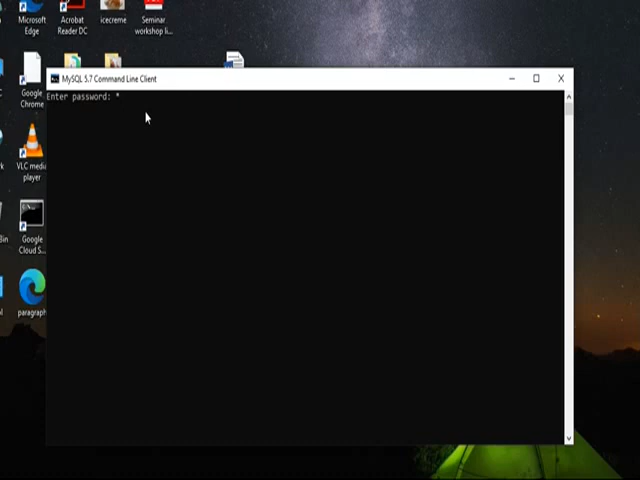 Microsoft
Edge
Acrobat
Reader DC
icecreme
Seminar
workshop li...
MySQL 5.7 Command Line Client
Enter password: *
Google
Chrome
VLC media
player
Google
Cloud S...
Bin
paragraph